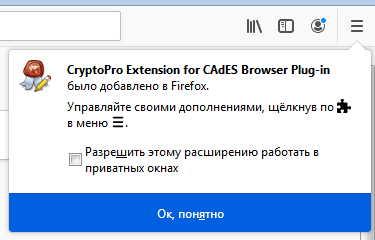 CryptoPro Extension for CAdES Browser Plug-in
было добавлено в Firefox.
Управляйте своими дополнениями, щёлкнув по
в меню ☰.
Разрешить этому расширению работать в
приватных окнах
Ок, понятно